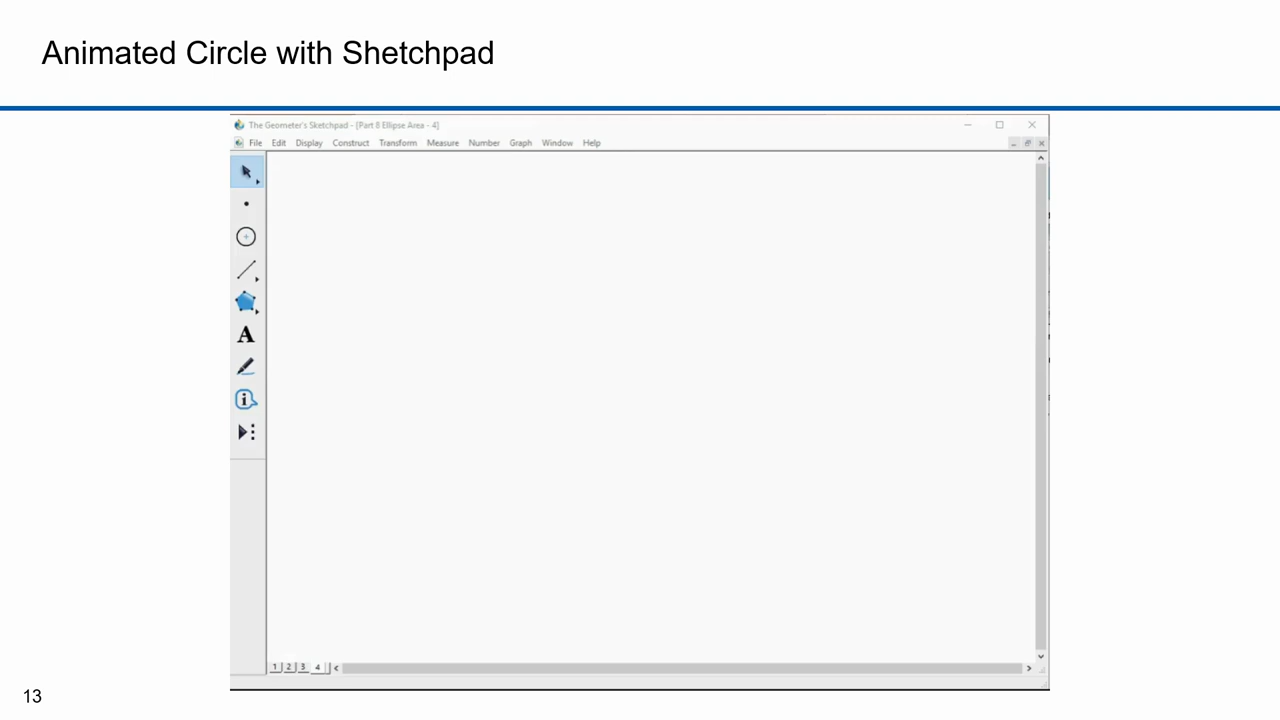 Animated Circle with Shetchpad
The Geometer's Sketchpad - [Part 8 Ellipse Area - 4]
File Edit Display Construct Transform Measure Number Graph Window Help
A
1 2 3 4
13